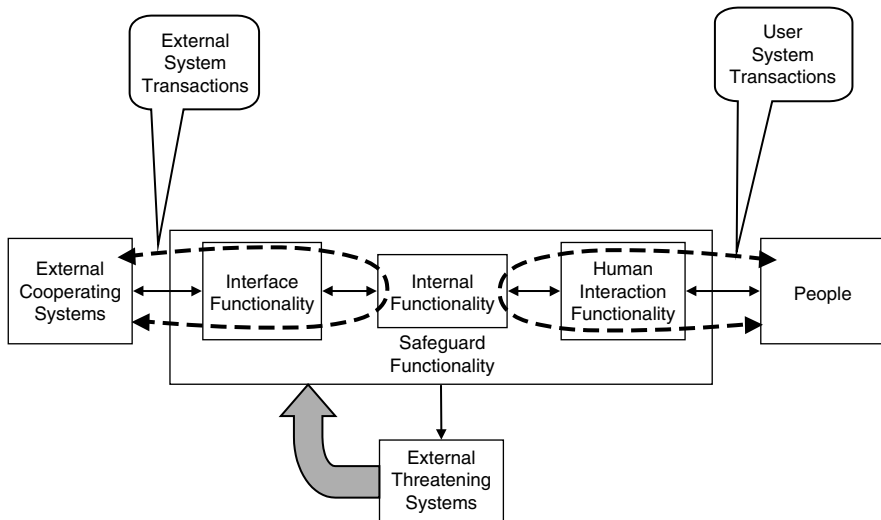 External
System
Transactions
User
System
Transactions
External
Cooperating
Systems
Interface
Functionality
Internal
Functionality
Human
Interaction
Functionality
People
Safeguard
Functionality
External
Threatening
Systems